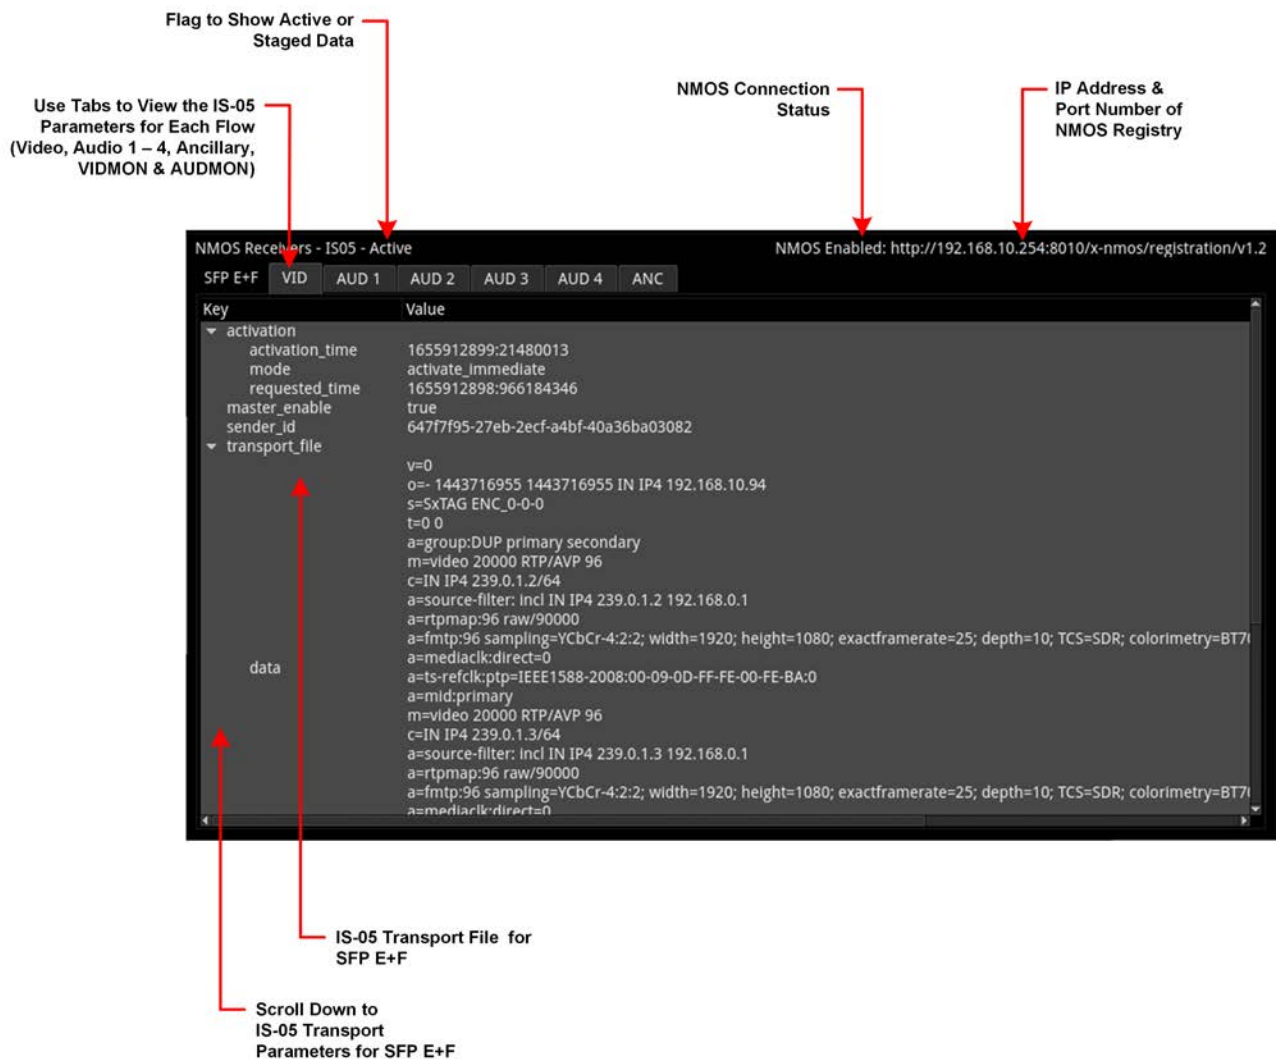 Flag to Show Active or
Staged Data
Use Tabs to View the IS-05
Parameters for Each Flow
(Video, Audio 1 – 4, Ancillary,
VIDMON & AUDMON)
NMOS Connection
Status
IP Address &
Port Number of
NMOS Registry
NMOS Receivers - IS05 - Active
NMOS Enabled: http://192.168.10.254:8010/x-nmos/registration/v1.2
SFP E+F VID AUD 1 AUD 2 AUD 3 AUD 4 ANC
Key Value
activation
activation_time 1655912899:21480013
mode activate_immediate
requested_time 1655912898:966184346
master_enable true
sender_id 647f7f95-27eb-2ecf-a4bf-40a36ba03082
transport_file
v=0
o=- 1443716955 1443716955 IN IP4 192.168.10.94
s=SxTAG ENC_0-0-0
t=0 0
a=group:DUP primary secondary
m=video 20000 RTP/AVP 96
c=IN IP4 239.0.1.2/64
a=source-filter: incl IN IP4 239.0.1.2 192.168.0.1
a=rtpmap:96 raw/90000
a=fmtp:96 sampling=YCbCr-4:2:2; width=1920; height=1080; exactframerate=25; depth=10; TCS=SDR; colorimetry=BT7
a=mediaclk:direct=0
data
a=ts-refclk:ptp=IEEE1588-2008:00-09-0D-FF-FE-00-FE-BA:0
a=mid:primary
m=video 20000 RTP/AVP 96
c=IN IP4 239.0.1.3/64
a=source-filter: incl IN IP4 239.0.1.3 192.168.0.1
a=rtpmap:96 raw/90000
a=fmtp:96 sampling=YCbCr-4:2:2; width=1920; height=1080; exactframerate=25; depth=10; TCS=SDR; colorimetry=BT7
a=mediaclk:direct=0
IS-05 Transport File for
SFP E+F
Scroll Down to
IS-05 Transport
Parameters for SFP E+F